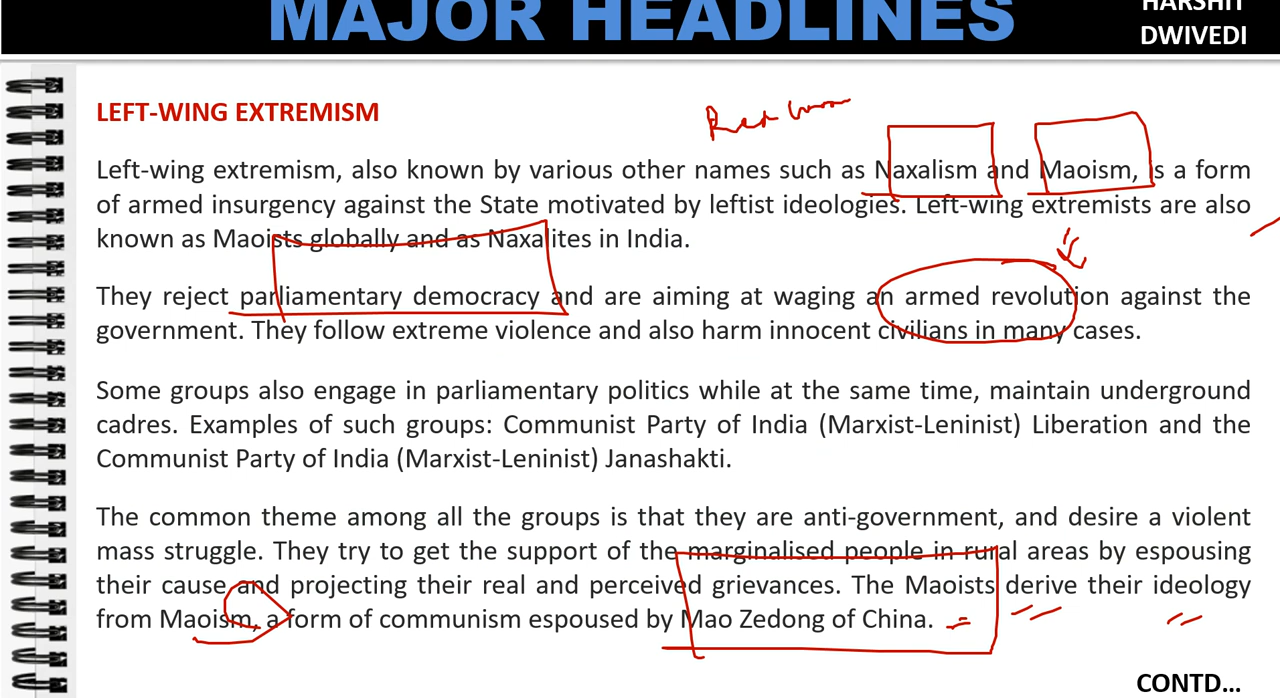 MAJOR HEADLINES
HARSHIT
DWIVEDI
LEFT-WING EXTREMISM
Left-wing extremism, also known by various other names such as Naxalism and Maoism, is a form
of armed insurgency against the State motivated by leftist ideologies. Left-wing extremists are also
known as Maoists globally and as Naxalites in India.
They reject parliamentary democracy and are aiming at waging an armed revolution against the
government. They follow extreme violence and also harm innocent civilians in many cases.
Some groups also engage in parliamentary politics while at the same time, maintain underground
cadres. Examples of such groups: Communist Party of India (Marxist-Leninist) Liberation and the
Communist Party of India (Marxist-Leninist) Janashakti.
The common theme among all the groups is that they are anti-government, and desire a violent
mass struggle. They try to get the support of the marginalised people in rural areas by espousing
their cause and projecting their real and perceived grievances. The Maoists derive their ideology
from Maoism, a form of communism espoused by Mao Zedong of China.
CONTD...